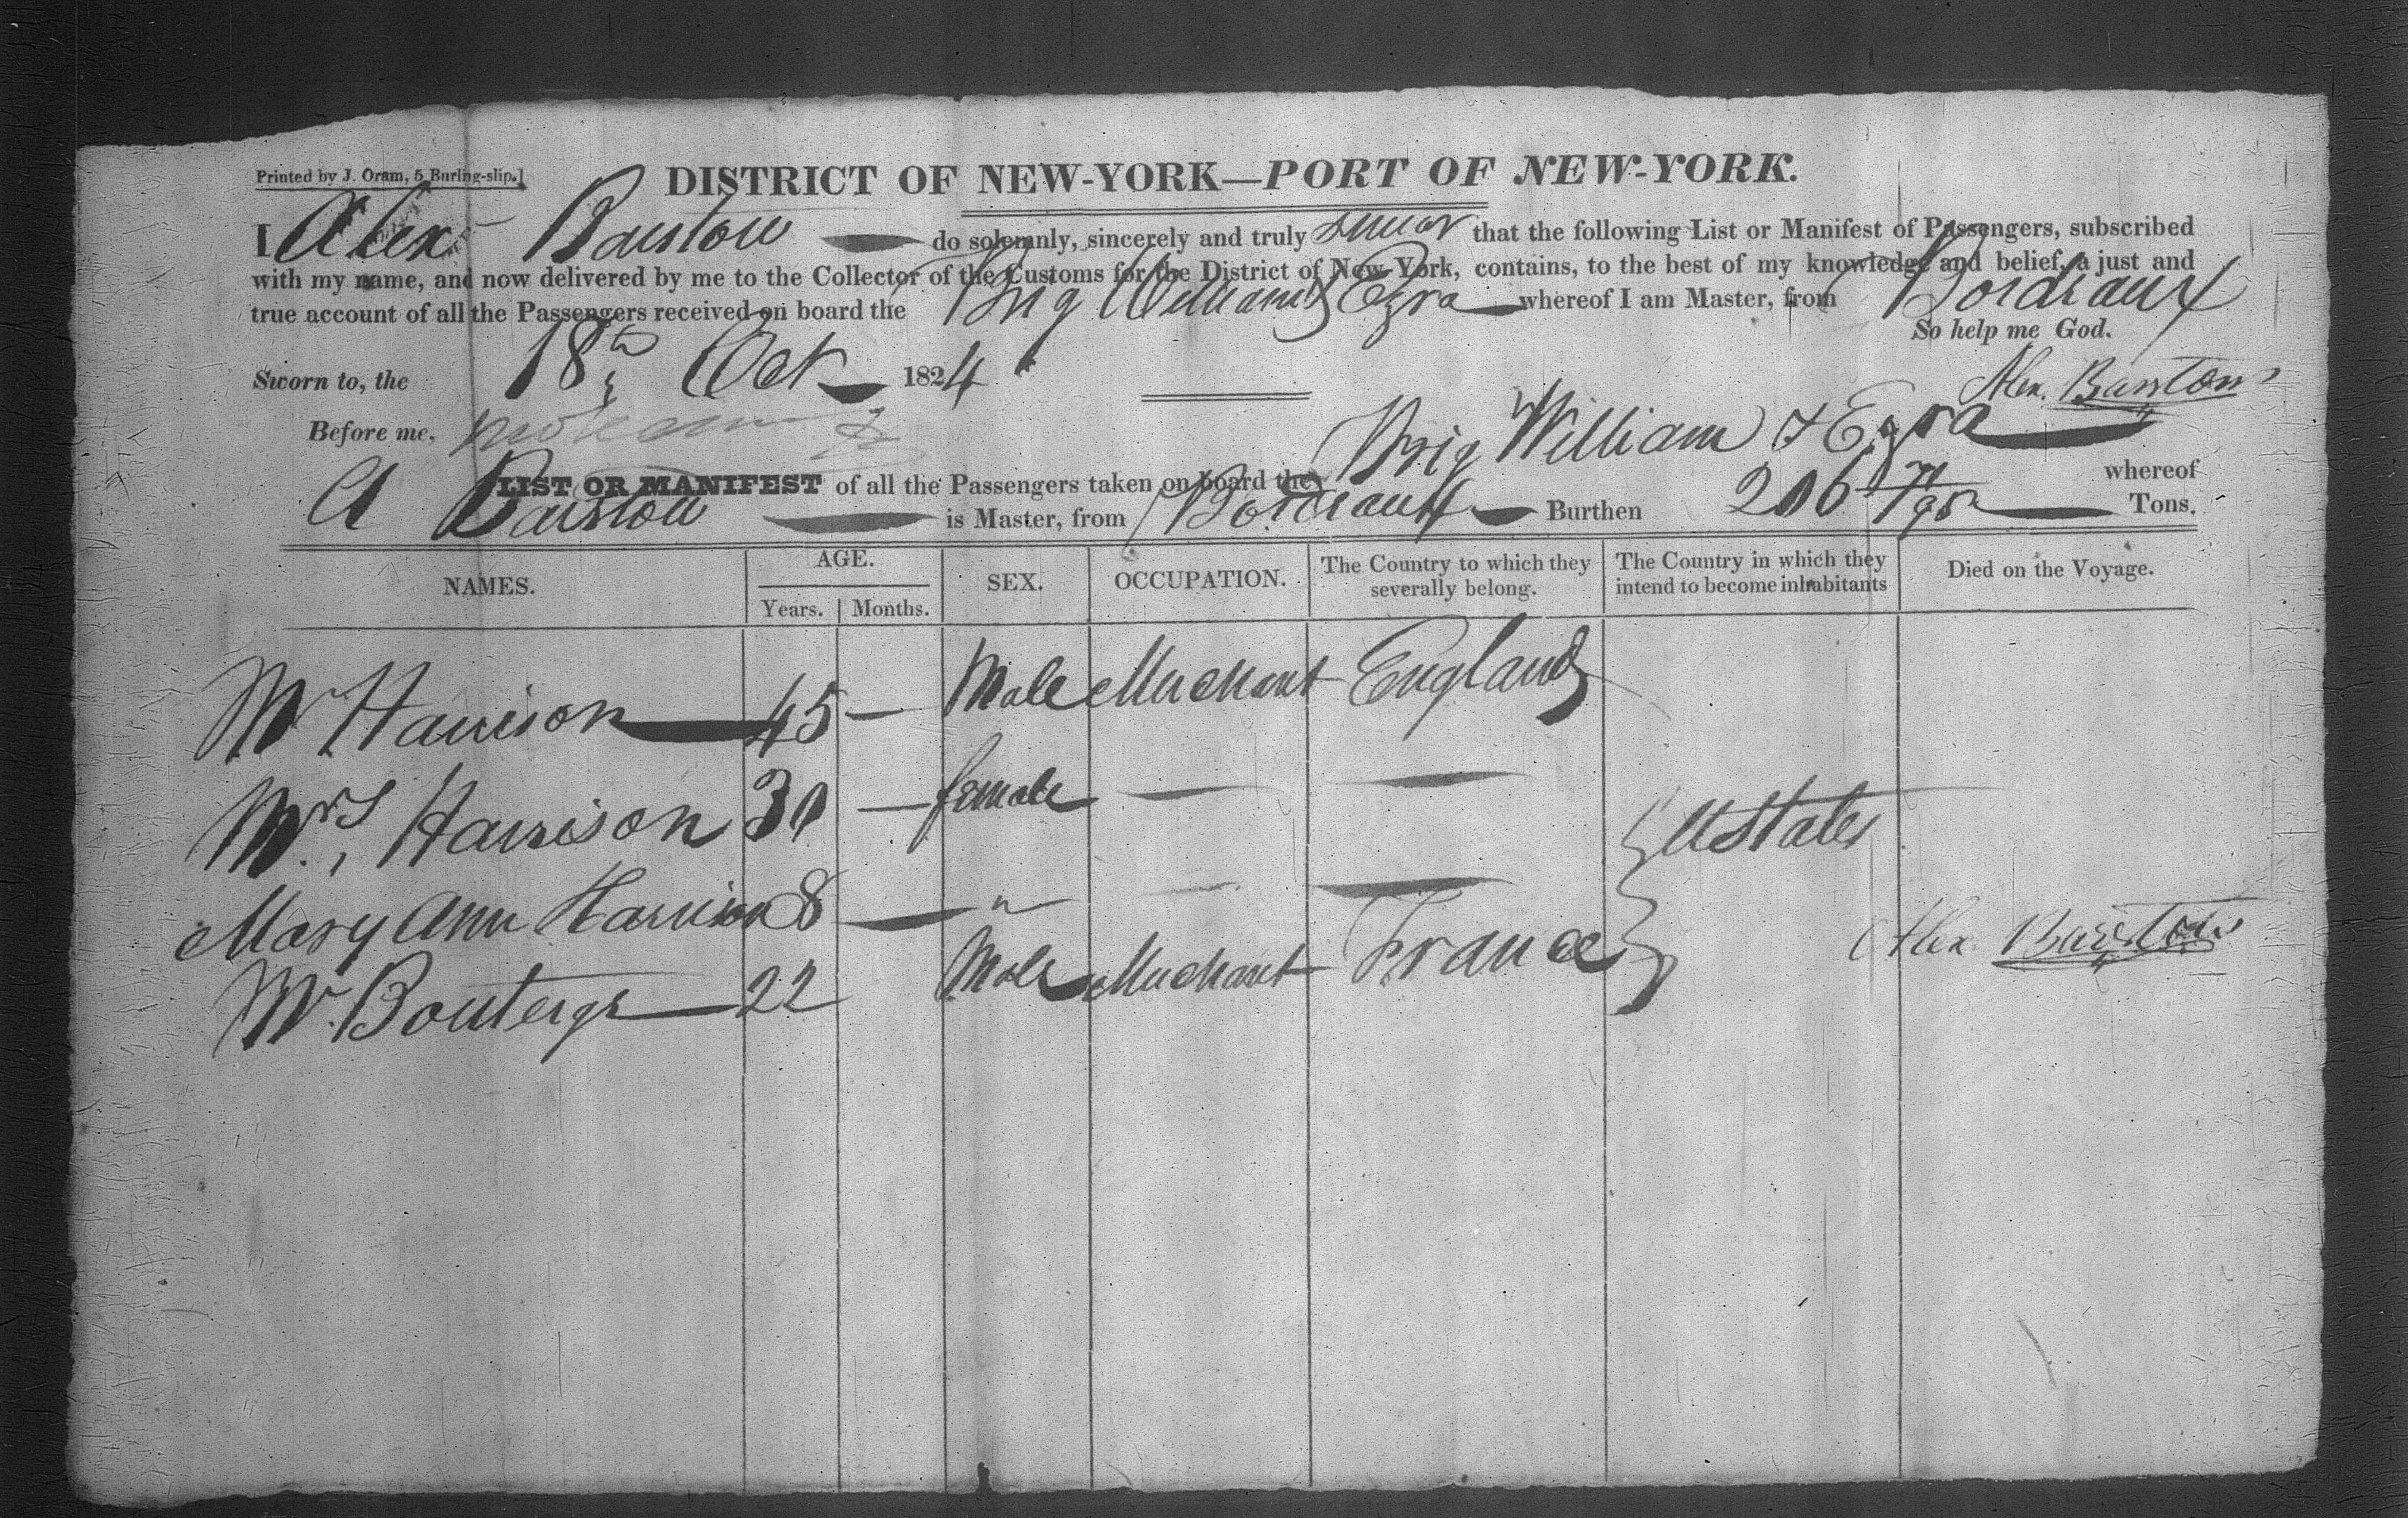 Printed by J. Oram, 5 Burling-slip.]
DISTRICT OF NEW-YORK—PORT OF NEW-YORK.
I Alex Barstow do solemnly, sincerely and truly swear that the following List or Manifest of Passengers, subscribed
with my name, and now delivered by me to the Collector of the Customs for the District of New-York, contains, to the best of my knowledge and belief, a just and
true account of all the Passengers received on board the Brig William & Ezra whereof I am Master, from Bordeaux
So help me God.
Sworn to, the 18th Oct 1824
Alex. Barstow
Before me,
LIST OR MANIFEST of all the Passengers taken on board the Brig William & Ezra whereof
A Barstow is Master, from Bordeaux Burthen 206 Tons.
NAMES. AGE. SEX. OCCUPATION. The Country to which they severally belong. The Country in which they intend to become inhabitants Died on the Voyage.
Years. Months.
Mr Harrison 45 — Male Merchant England
Mrs, Harrison 30 — female — —
U States
Mary Ann Harrison 8 — " — —
Mr. 22 Male Merchant France
Alex Barstow